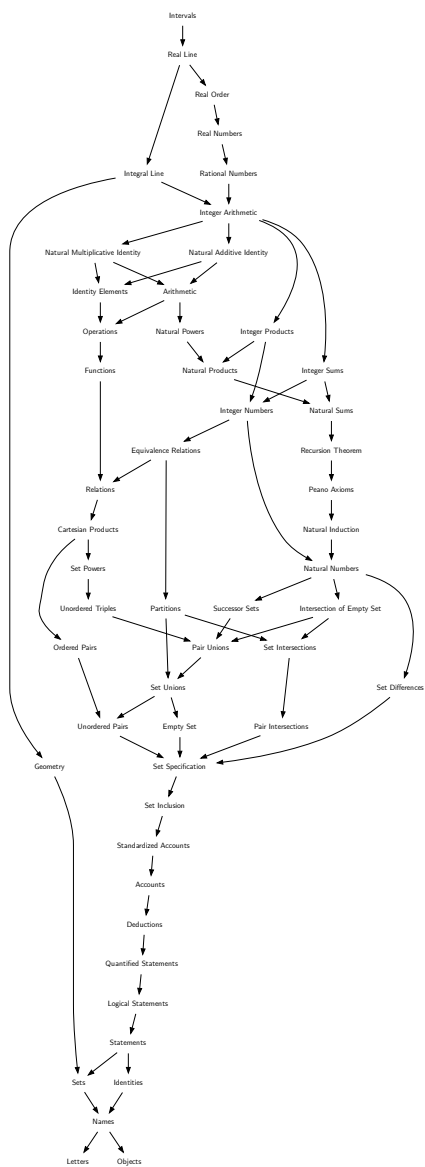 Intervals
Real Line
Real Order
Real Numbers
Integral Line Rational Numbers
Integer Arithmetic
Natural Multiplicative Identity Natural Additive Identity
Identity Elements Arithmetic
Operations Natural Powers Integer Products
Functions Natural Products Integer Sums
Integer Numbers Natural Sums
Equivalence Relations Recursion Theorem
Relations Peano Axioms
Cartesian Products Natural Induction
Set Powers Natural Numbers
Unordered Triples Partitions Successor Sets Intersection of Empty Set
Ordered Pairs Pair Unions Set Intersections
Set Unions Set Differences
Unordered Pairs Empty Set Pair Intersections
Geometry Set Specification
Set Inclusion
Standardized Accounts
Accounts
Deductions
Quantified Statements
Logical Statements
Statements
Sets Identities
Names
Letters Objects